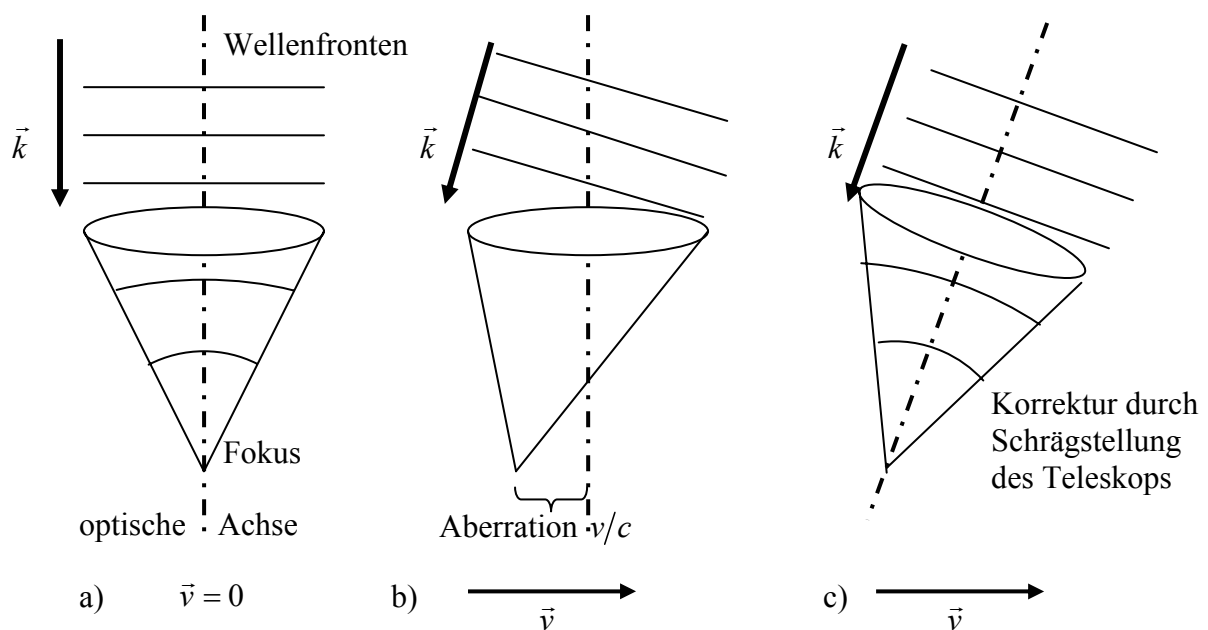 Wellenfronten
k⃗
k⃗
k⃗
Fokus
optische Achse
Aberration v/c
Korrektur durch
Schrägstellung
des Teleskops
a) v⃗ = 0
b)
v⃗
c)
v⃗